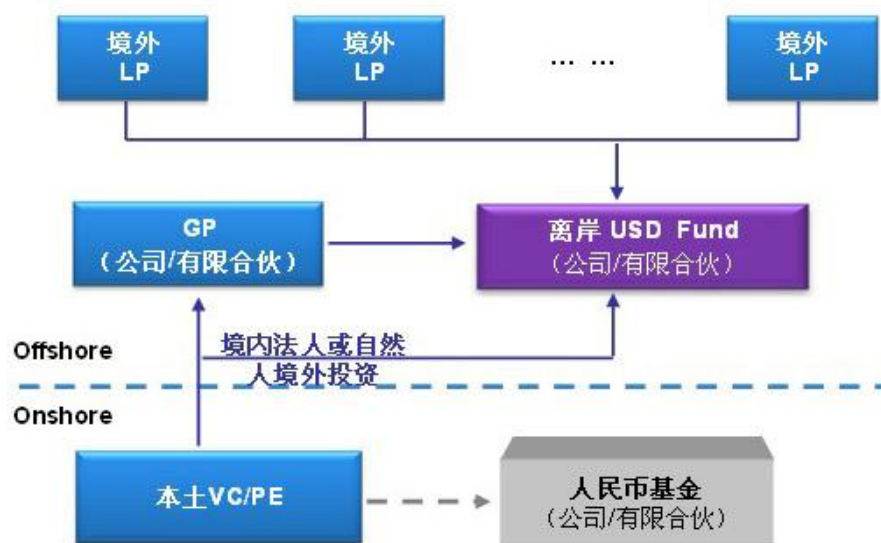 境外
LP
境外
LP
... ...
境外
LP
GP
（公司/有限合伙）
离岸 USD Fund
（公司/有限合伙）
Offshore
境内法人或自然
人境外投资
Onshore
本土VC/PE
人民币基金
（公司/有限合伙）